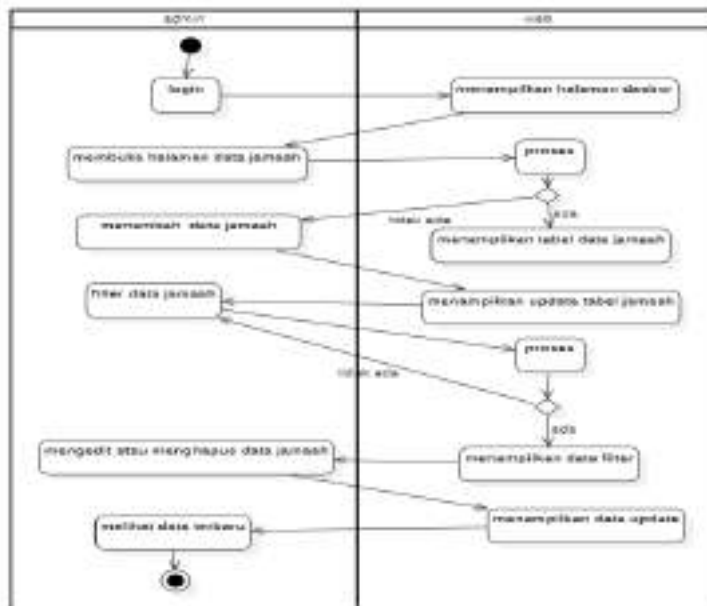 admin
web
login
menampilkan halaman
membuka halaman data jamaah
proses
tidak ada
ada
menambah data jamaah
menampilkan tabel data jamaah
filter data jamaah
menampilkan update tabel jamaah
proses
tidak ada
ada
mengedit atau menghapus data jamaah
menampilkan data filter
melihat data terbaru
menampilkan data update